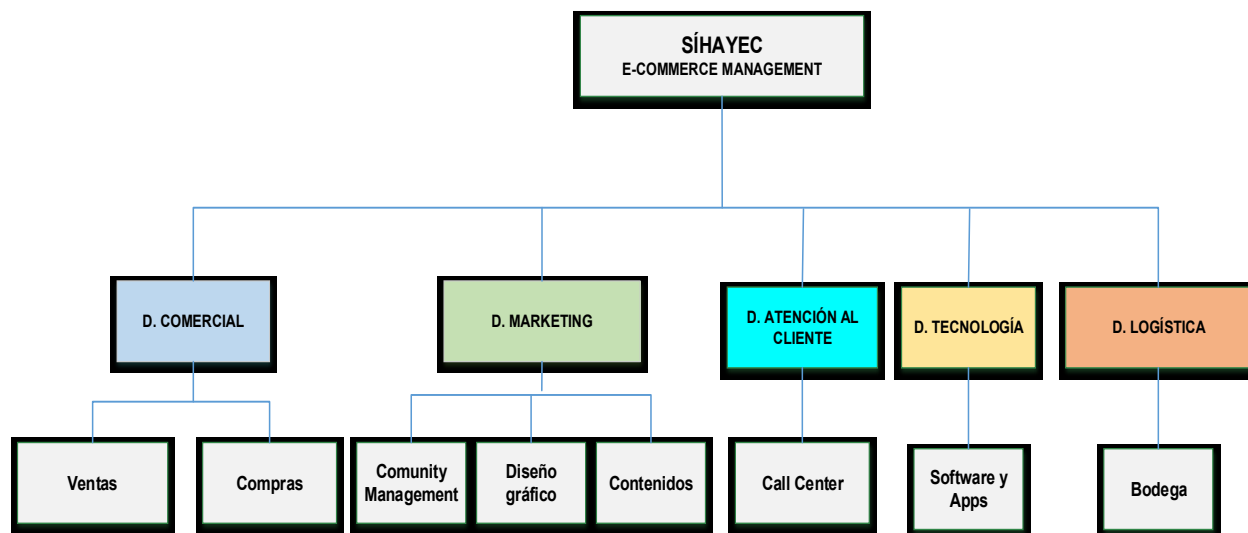 SÍHAYEC
E-COMMERCE MANAGEMENT
D. COMERCIAL
D. MARKETING
D. ATENCIÓN AL
CLIENTE
D. TECNOLOGÍA
D. LOGÍSTICA
Ventas
Compras
Comunity
Management
Diseño
gráfico
Contenidos
Call Center
Software y
Apps
Bodega